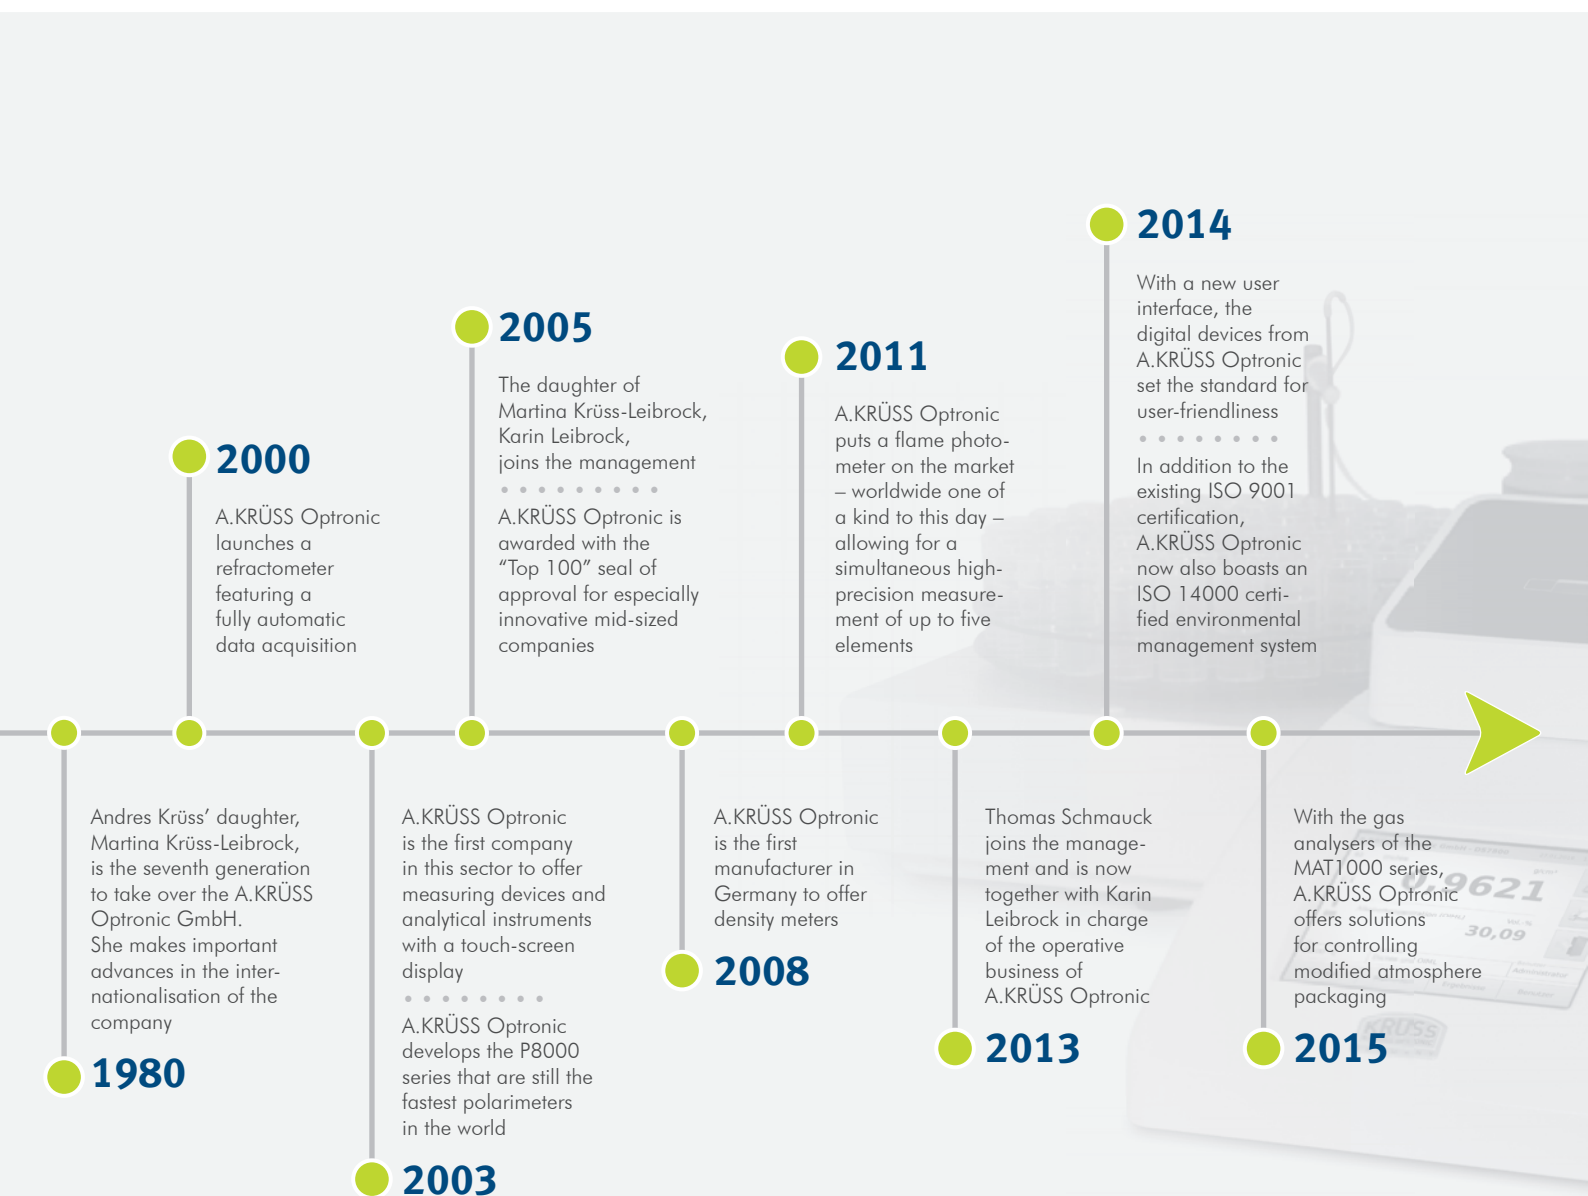 1980
Andres Krüss’ daughter,
Martina Krüss-Leibrock,
is the seventh generation
to take over the A.KRÜSS
Optronic GmbH.
She makes important
advances in the inter-
nationalisation of the
company
2000
A.KRÜSS Optronic
launches a
refractometer
featuring a
fully automatic
data acquisition
2003
A.KRÜSS Optronic
is the first company
in this sector to offer
measuring devices and
analytical instruments
with a touch-screen
display
A.KRÜSS Optronic
develops the P8000
series that are still the
fastest polarimeters
in the world
2005
The daughter of
Martina Krüss-Leibrock,
Karin Leibrock,
joins the management
A.KRÜSS Optronic is
awarded with the
“Top 100” seal of
approval for especially
innovative mid-sized
companies
2008
A.KRÜSS Optronic
is the first
manufacturer in
Germany to offer
density meters
2011
A.KRÜSS Optronic
puts a flame photo-
meter on the market
– worldwide one of
a kind to this day –
allowing for a
simultaneous high-
precision measure-
ment of up to five
elements
2013
Thomas Schmauck
joins the manage-
ment and is now
together with Karin
Leibrock in charge
of the operative
business of
A.KRÜSS Optronic
2014
With a new user
interface, the
digital devices from
A.KRÜSS Optronic
set the standard for
user-friendliness
In addition to the
existing ISO 9001
certification,
A.KRÜSS Optronic
now also boasts an
ISO 14000 certi-
fied environmental
management system
2015
With the gas
analysers of the
MAT1000 series,
A.KRÜSS Optronic
offers solutions
for controlling
modified atmosphere
packaging
0,9621
30,09
KRÜSS